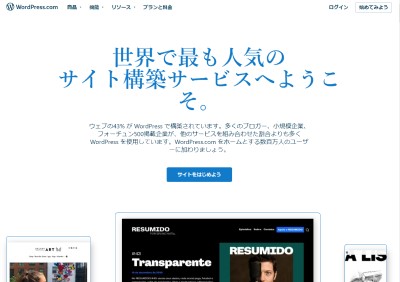 WordPress.com 商品 機能 リソース プランと料金 ログイン 始めてみよう
世界で最も人気の
サイト構築サービスへようこ
そ。
ウェブの43% が WordPress で構築されています。多くのブロガー、小規模企業、
フォーチュン500掲載企業が、他のサービスを組み合わせた割合よりも多く
WordPress を使用しています。WordPress.com をホームとする数百万人のユーザ
ーに加わりましょう。
サイトをはじめよう
RESUMIDO
Transparente
RESUMIDO
ART
A LIS